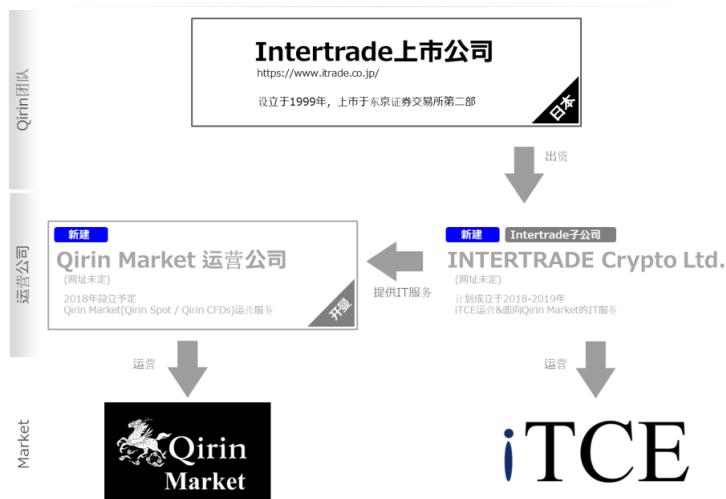 Qirin团队
Intertrade上市公司
https://www.itrade.co.jp/
设立于1999年，上市于东京证券交易所第二部
日本
出资
运营公司
新建
Qirin Market 运营公司
(网址未定)
2018年設立予定
Qirin Market(Qirin Spot / Qirin CFDs)运营服务
开曼
提供IT服务
新建
Intertrade子公司
INTERTRADE Crypto Ltd.
(网址未定)
计划成立于2018-2019年
iTCE运营&面向Qirin Market的IT服务
运营
运营
Market
Qirin
Market
iTCE